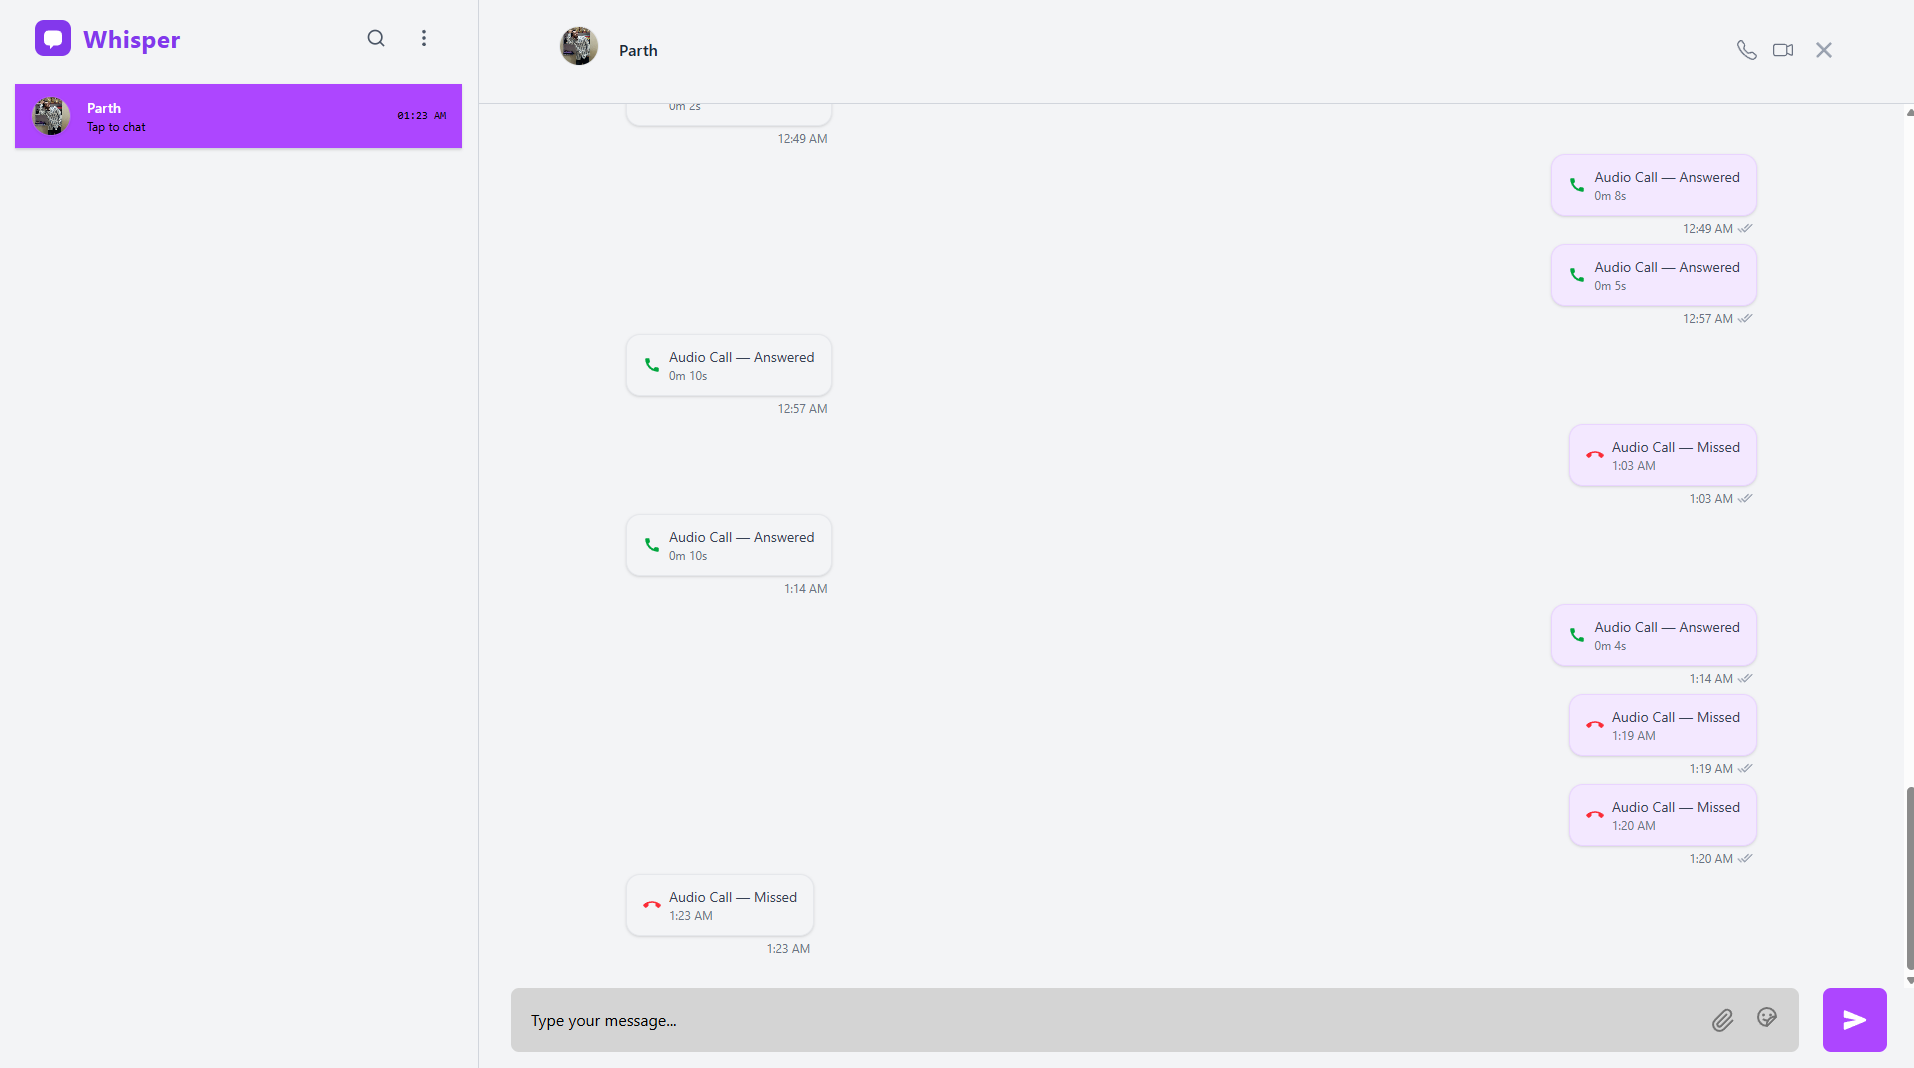 Whisper
Parth
Tap to chat
01:23 AM
Parth
0m 2s
12:49 AM
Audio Call — Answered
0m 8s
12:49 AM
Audio Call — Answered
0m 5s
12:57 AM
Audio Call — Answered
0m 10s
12:57 AM
Audio Call — Missed
1:03 AM
1:03 AM
Audio Call — Answered
0m 10s
1:14 AM
Audio Call — Answered
0m 4s
1:14 AM
Audio Call — Missed
1:19 AM
1:19 AM
Audio Call — Missed
1:20 AM
1:20 AM
Audio Call — Missed
1:23 AM
1:23 AM
Type your message...